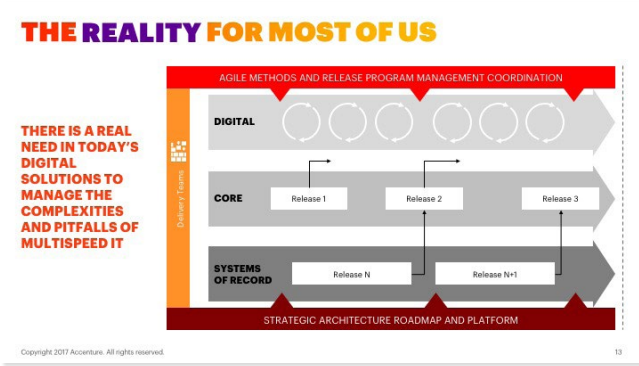 THE REALITY FOR MOST OF US
AGILE METHODS AND RELEASE PROGRAM MANAGEMENT COORDINATION
THERE IS A REAL
NEED IN TODAY'S
DIGITAL
SOLUTIONS TO
MANAGE THE
COMPLEXITIES
AND PITFALLS OF
MULTISPEED IT
Delivery Teams
DIGITAL
CORE
Release 1
Release 2
Release 3
SYSTEMS
OF RECORD
Release N
Release N+1
STRATEGIC ARCHITECTURE ROADMAP AND PLATFORM
Copyright 2017 Accenture. All rights reserved.
13